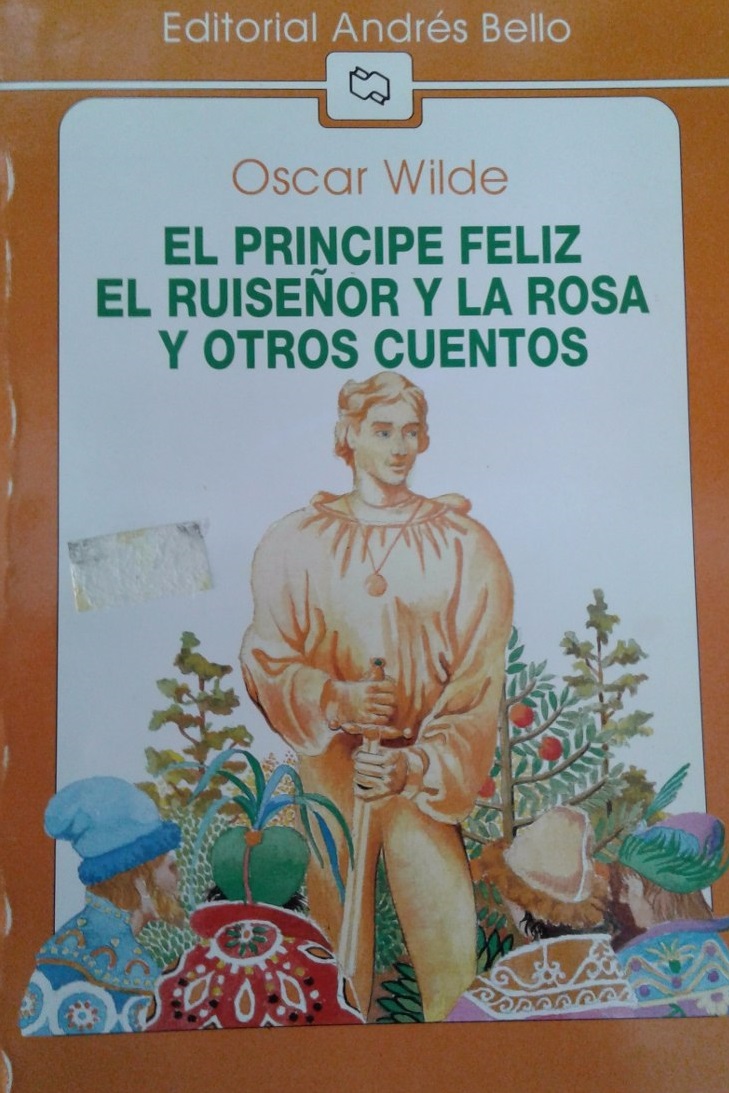 Editorial Andrés Bello
Oscar Wilde
EL PRINCIPE FELIZ
EL RUISEÑOR Y LA ROSA
Y OTROS CUENTOS